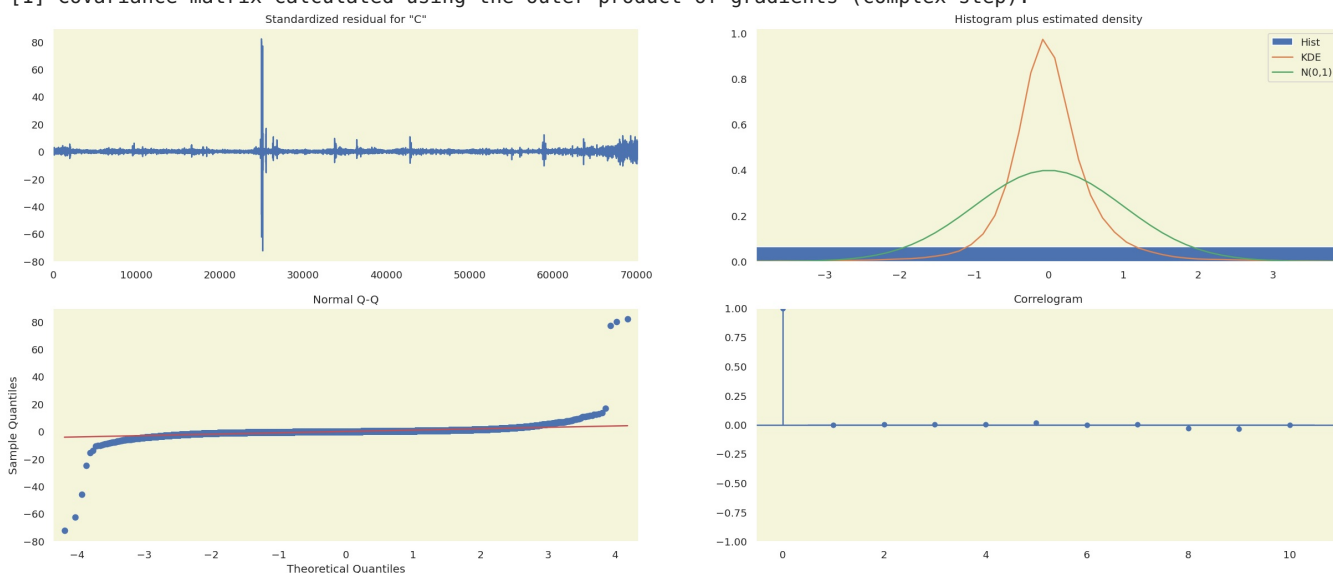 [1] Covariance matrix calculated using the outer product of gradients (complex-step).
Standardized residual for "C"
80
60
40
20
0
−20
−40
−60
−80
0 10000 20000 30000 40000 50000 60000 70000
Histogram plus estimated density
Hist
KDE
N(0,1)
1.0
0.8
0.6
0.4
0.2
0.0
−3 −2 −1 0 1 2 3
Normal Q-Q
Sample Quantiles
80
60
40
20
0
−20
−40
−60
−80
−4 −3 −2 −1 0 1 2 3 4
Theoretical Quantiles
Correlogram
1.00
0.75
0.50
0.25
0.00
−0.25
−0.50
−0.75
−1.00
0 2 4 6 8 10